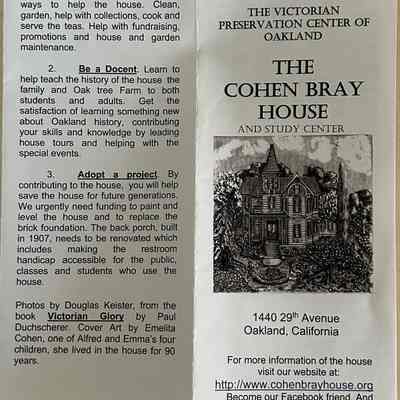 ways to help the house. Clean,
garden, help with collections, cook and
serve the teas. Help with fundraising,
promotions and house and garden
maintenance.
2. Be a Docent. Learn to
help teach the history of the house the
family and Oak tree Farm to both
students and adults. Get the
satisfaction of learning something new
about Oakland history, contributing
your skills and knowledge by leading
house tours and helping with the
special events.
3. Adopt a project. By
contributing to the house, you will help
save the house for future generations.
We urgently need funding to paint and
level the house and to replace the
brick foundation. The back porch, built
in 1907, needs to be renovated which
includes making the restroom
handicap accessible for the public,
classes and students who use the
house.
Photos by Douglas Keister, from the
book Victorian Glory by Paul
Duchscherer. Cover Art by Emelita
Cohen, one of Alfred and Emma's four
children, she lived in the house for 90
years.
THE VICTORIAN
PRESERVATION CENTER OF
OAKLAND
THE
COHEN BRAY
HOUSE
AND STUDY CENTER
1440 29th Avenue
Oakland, California
For more information of the house
visit our website at:
http://www.cohenbrayhouse.org
Become our Facebook friend. And